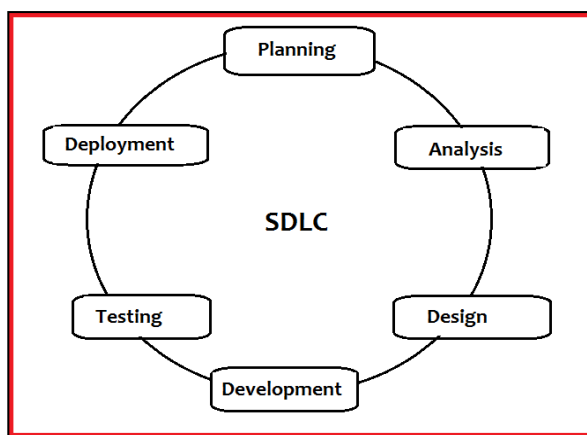 Planning
Deployment
Analysis
SDLC
Testing
Design
Development